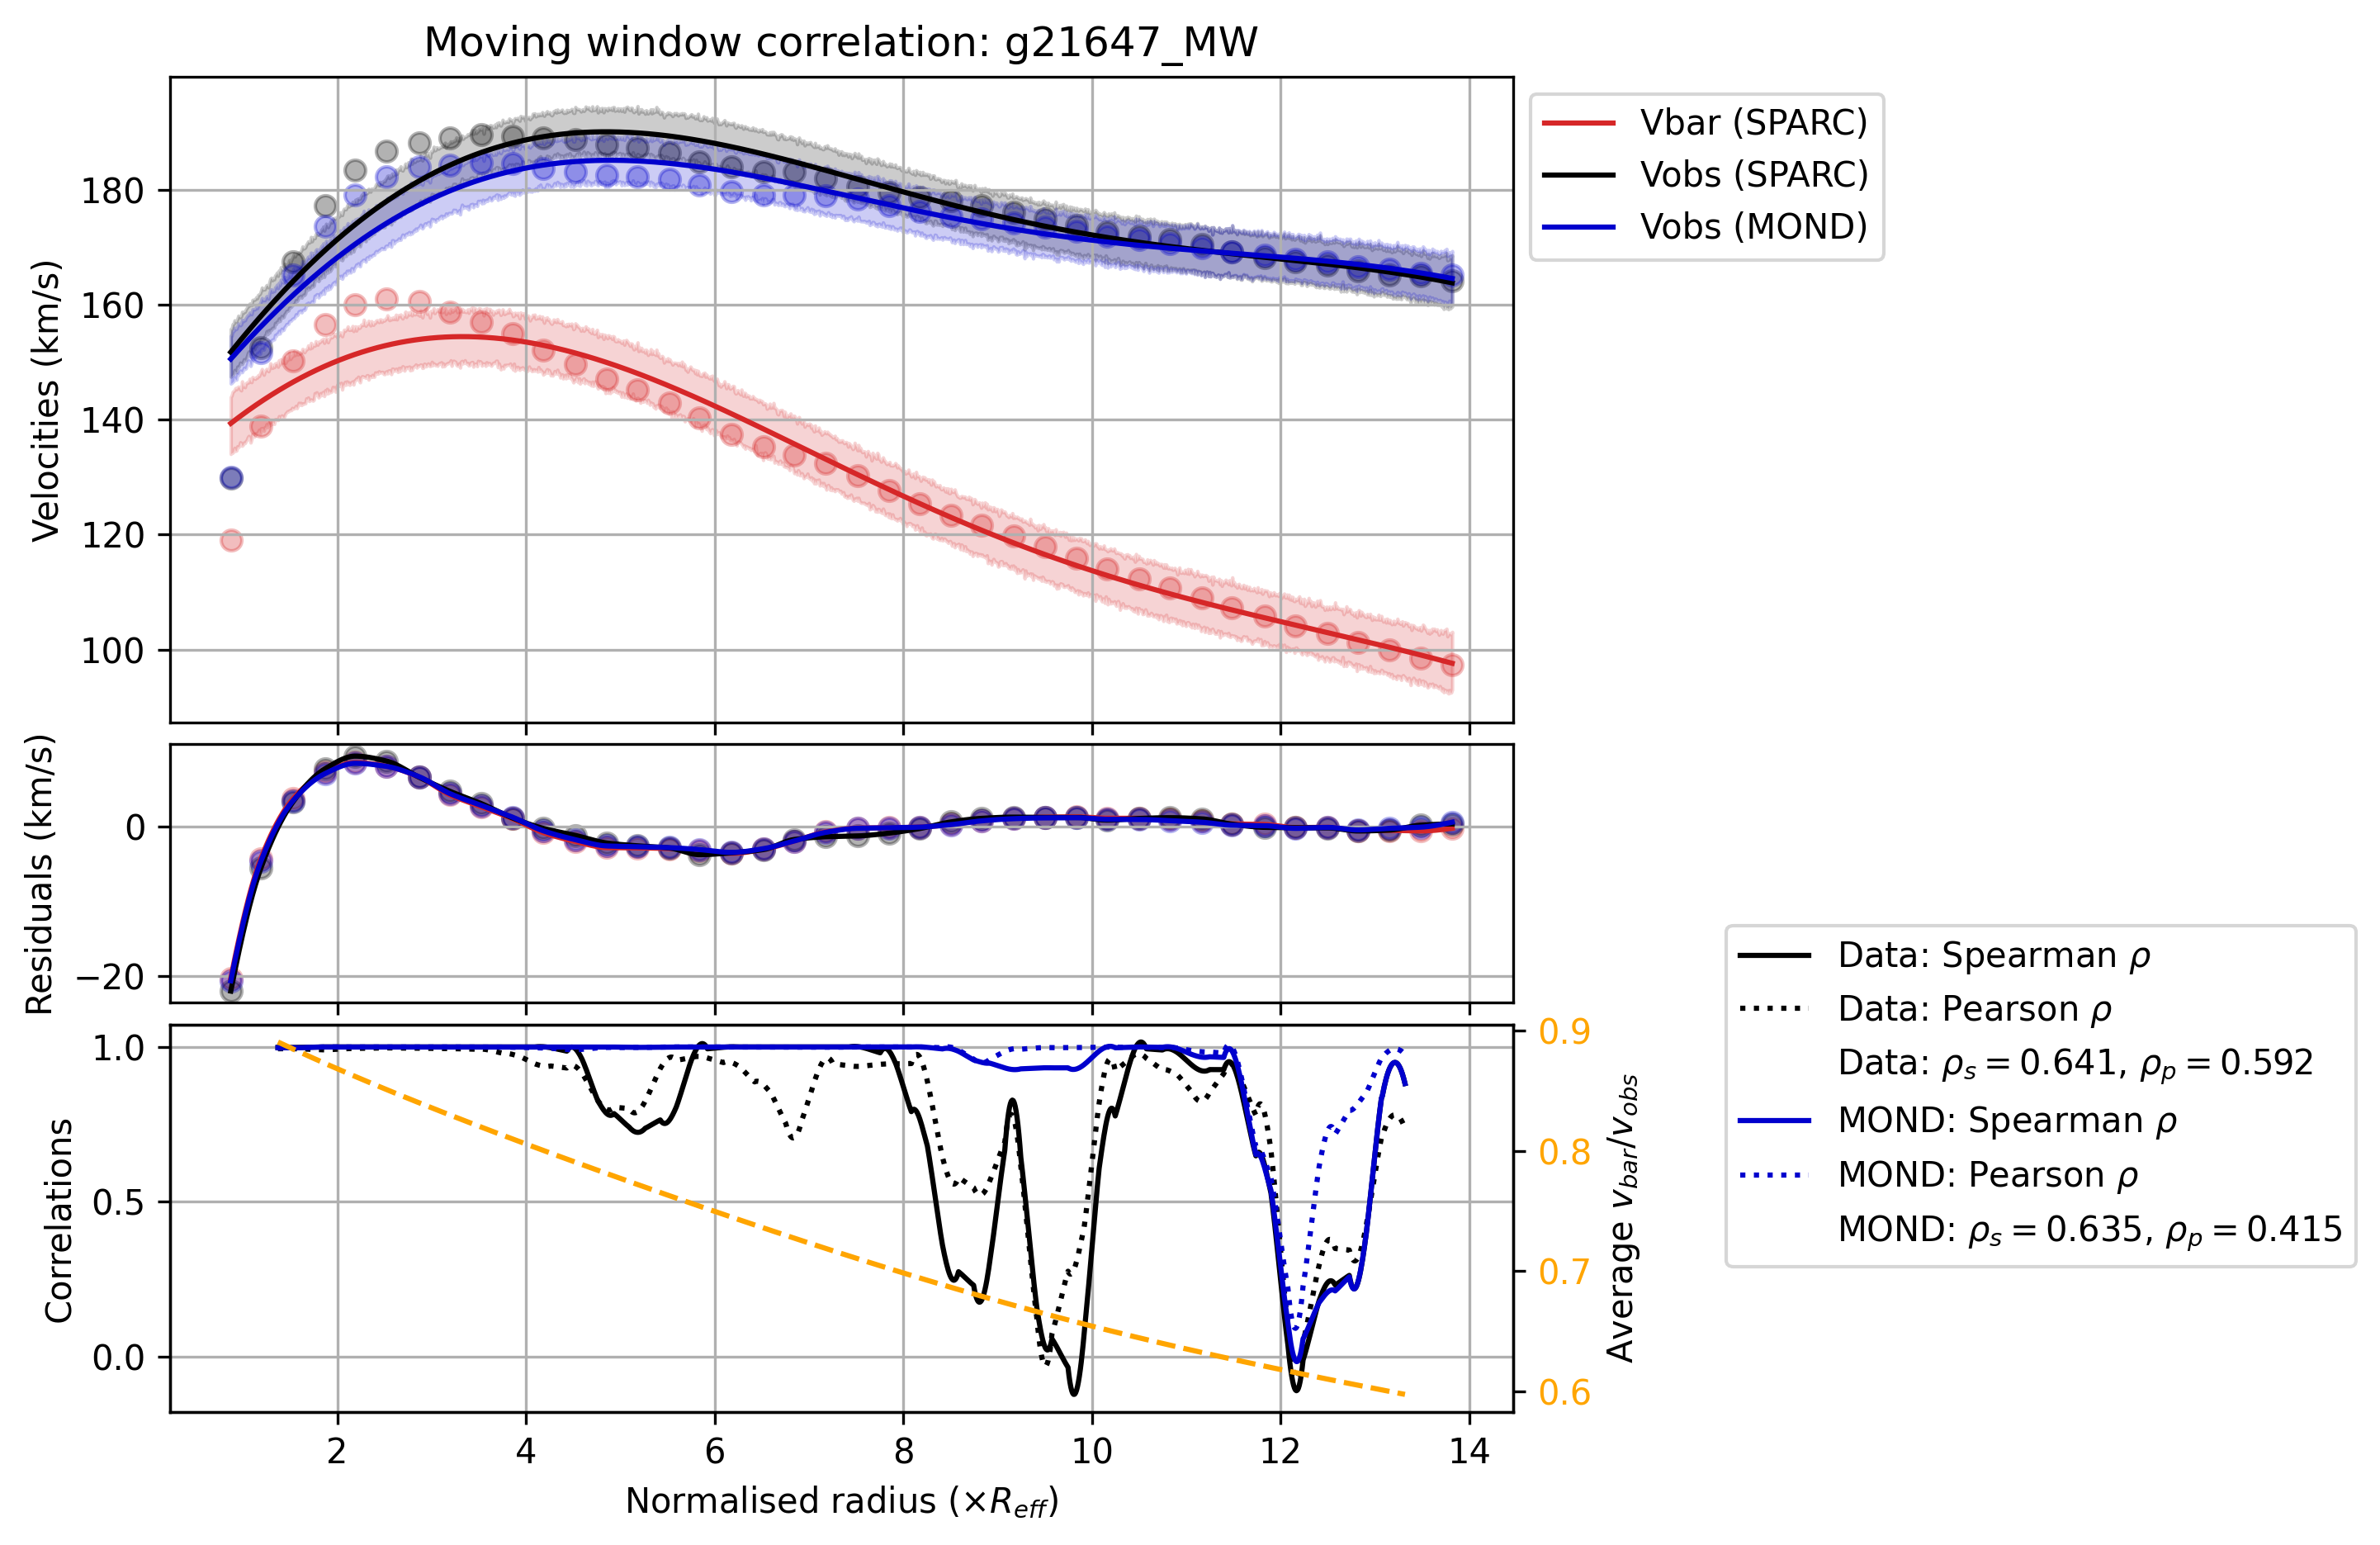 Moving window correlation: g21647_MW
Velocities (km/s)
180
160
140
120
100
Vbar (SPARC)
Vobs (SPARC)
Vobs (MOND)
Residuals (km/s)
0
−20
Correlations
1.0
0.5
0.0
0.9
0.8
0.7
0.6
Average v_bar/v_obs
Data: Spearman ρ
Data: Pearson ρ
Data: ρ_s = 0.641, ρ_p = 0.592
MOND: Spearman ρ
MOND: Pearson ρ
MOND: ρ_s = 0.635, ρ_p = 0.415
2 4 6 8 10 12 14
Normalised radius (×R_eff)